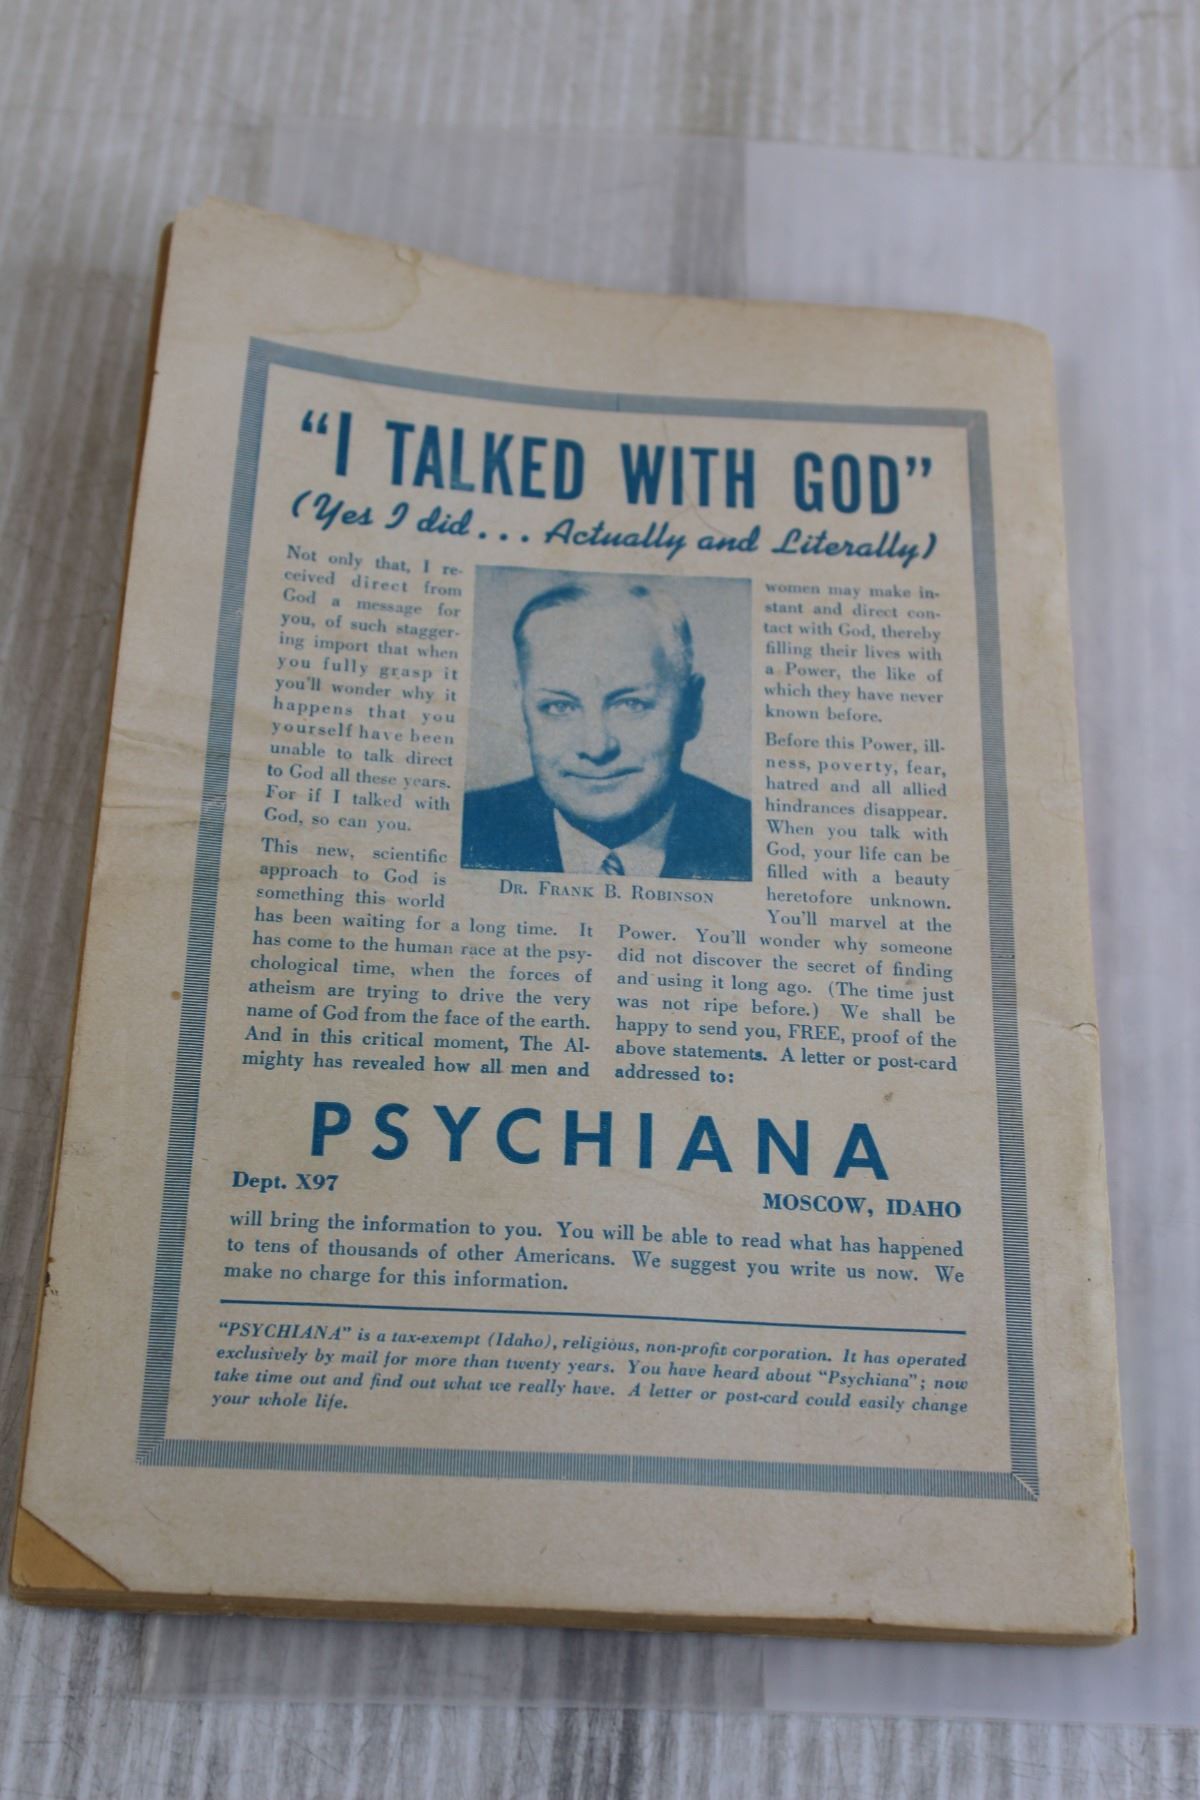 "I TALKED WITH GOD"
(Yes I did... Actually and Literally)
Not only that, I re-
ceived direct from
God a message for
you, of such stagger-
ing import that when
you fully grasp it
you'll wonder why it
happens that you
yourself have been
unable to talk direct
to God all these years.
For if I talked with
God, so can you.
This new, scientific
approach to God is
something this world
has been waiting for a long time. It
has come to the human race at the psy-
chological time, when the forces of
atheism are trying to drive the very
name of God from the face of the earth.
And in this critical moment, The Al-
mighty has revealed how all men and
DR. FRANK B. ROBINSON
women may make in-
stant and direct con-
tact with God, thereby
filling their lives with
a Power, the like of
which they have never
known before.
Before this Power, ill-
ness, poverty, fear,
hatred and all allied
hindrances disappear.
When you talk with
God, your life can be
filled with a beauty
heretofore unknown.
You'll marvel at the
Power. You'll wonder why someone
did not discover the secret of finding
and using it long ago. (The time just
was not ripe before.) We shall be
happy to send you, FREE, proof of the
above statements. A letter or post-card
addressed to:
PSYCHIANA
Dept. X97
MOSCOW, IDAHO
will bring the information to you. You will be able to read what has happened
to tens of thousands of other Americans. We suggest you write us now. We
make no charge for this information.
"PSYCHIANA" is a tax-exempt (Idaho), religious, non-profit corporation. It has operated
exclusively by mail for more than twenty years. You have heard about "Psychiana"; now
take time out and find out what we really have. A letter or post-card could easily change
your whole life.